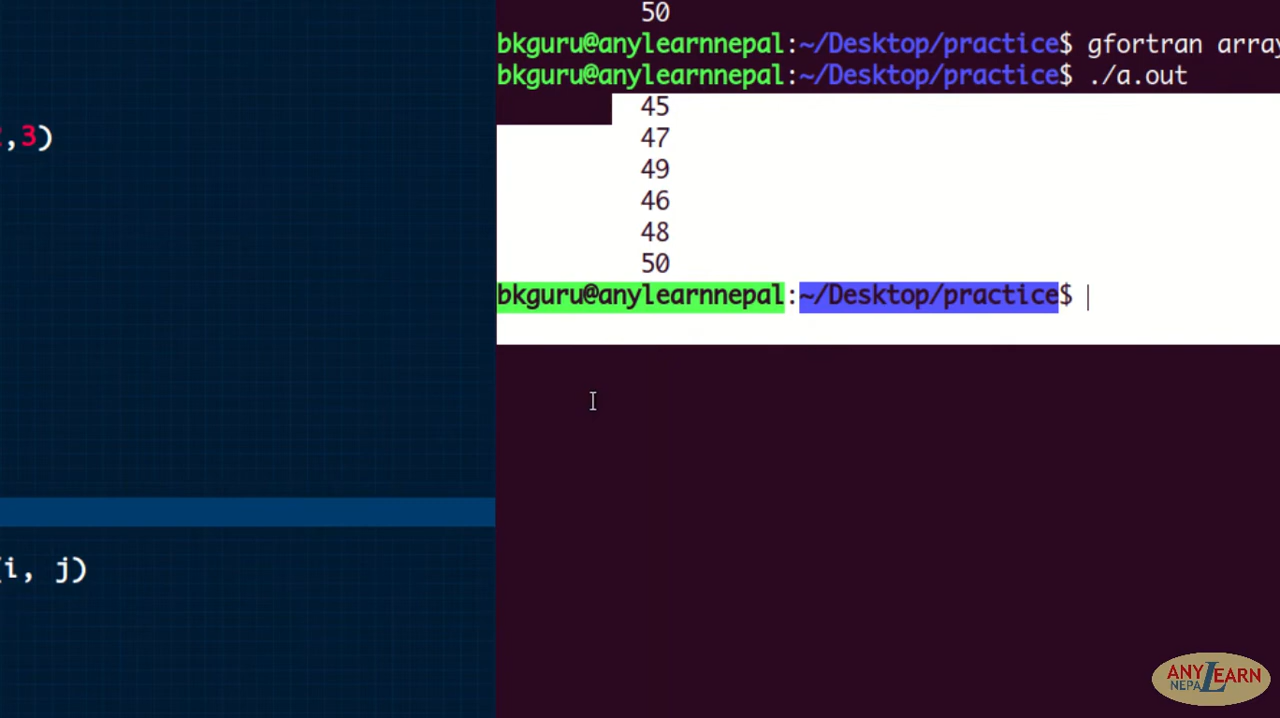 50
bkguru@anylearnnepal:~/Desktop/practice$ gfortran array
bkguru@anylearnnepal:~/Desktop/practice$ ./a.out
45
47
49
46
48
50
bkguru@anylearnnepal:~/Desktop/practice$
,3)
(i, j)
ANY LEARN
NEPAL